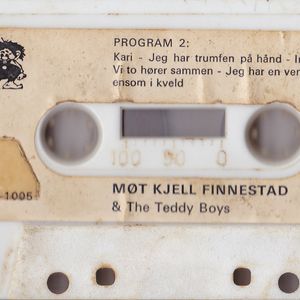 PROGRAM 2:
Kari - Jeg har trumfen på hånd - I
Vi to hører sammen - Jeg har en ver
ensom i kveld
100 50 0
-1005
MØT KJELL FINNESTAD
& The Teddy Boys